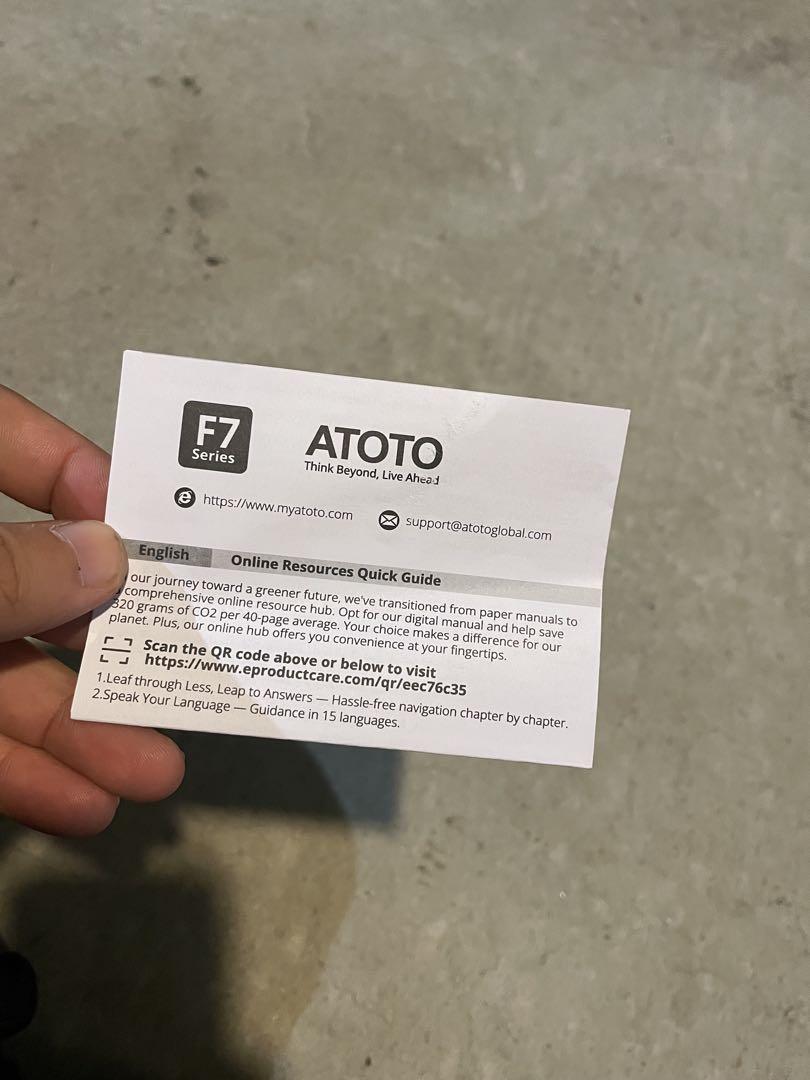 F7
Series
ATOTO
Think Beyond, Live Ahead
https://www.myatoto.com
support@atotoglobal.com
English
Online Resources Quick Guide
our journey toward a greener future, we've transitioned from paper manuals to
comprehensive online resource hub. Opt for our digital manual and help save
320 grams of CO2 per 40-page average. Your choice makes a difference for our
planet. Plus, our online hub offers you convenience at your fingertips.
Scan the QR code above or below to visit
https://www.eproductcare.com/qr/eec76c35
1.Leaf through Less, Leap to Answers — Hassle-free navigation chapter by chapter.
2.Speak Your Language — Guidance in 15 languages.